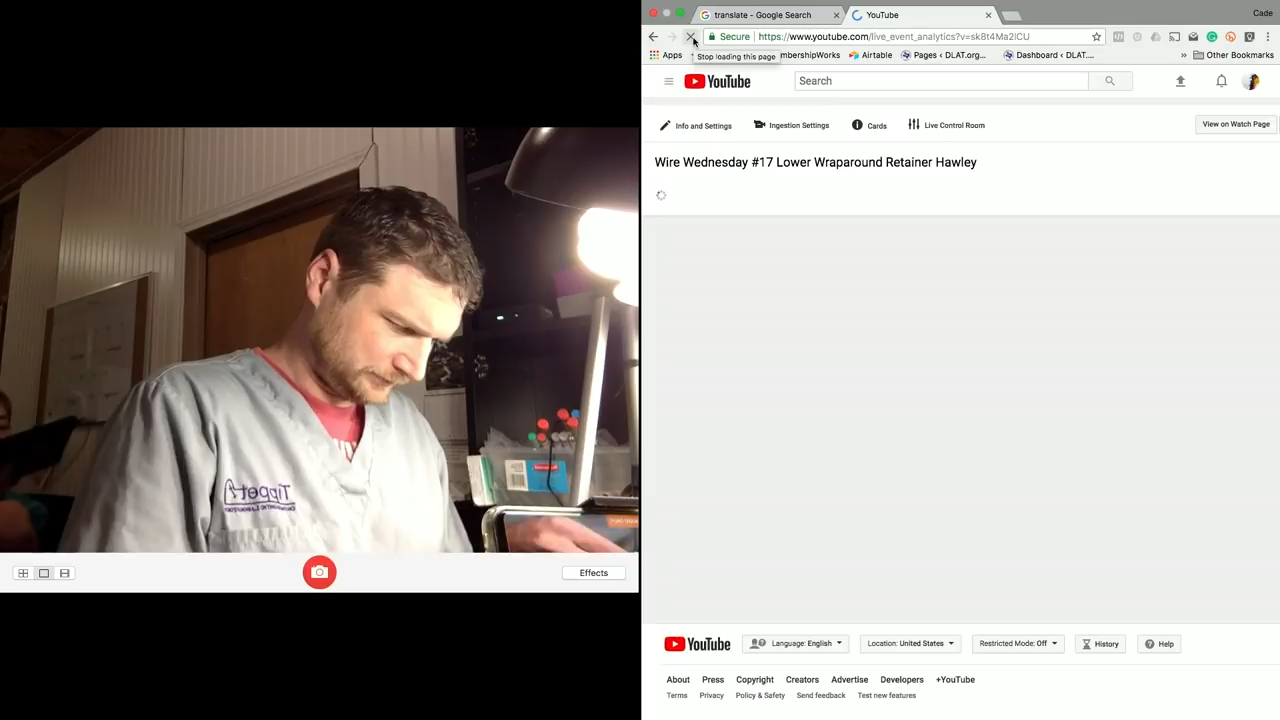 translate - Google Search
YouTube
Cade
Secure
https://www.youtube.com/live_event_analytics?v=sk8t4Ma2lCU
Apps
Stop loading this page
mbershipWorks
Airtable
Pages < DLAT.org...
Dashboard < DLAT....
» Other Bookmarks
YouTube
Search
Info and Settings
Ingestion Settings
Cards
Live Control Room
View on Watch Page
Wire Wednesday #17 Lower Wraparound Retainer Hawley
Tippet
Effects
YouTube
Language: English
Location: United States
Restricted Mode: Off
History
Help
About Press Copyright Creators Advertise Developers +YouTube
Terms Privacy Policy & Safety Send feedback Test new features